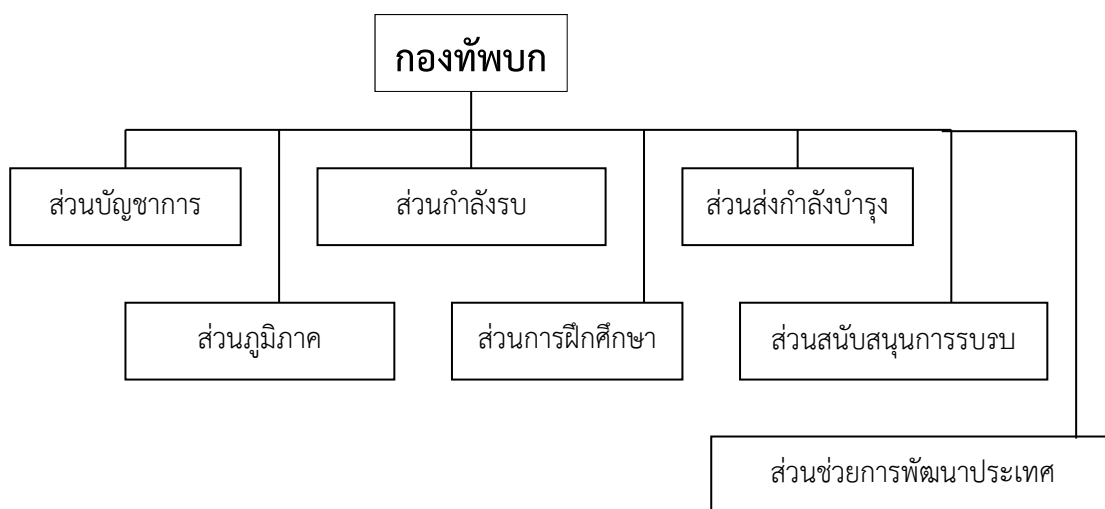 กองทัพบก
ส่วนบัญชาการ
ส่วนกำลังรบ
ส่วนส่งกำลังบำรุง
ส่วนภูมิภาค
ส่วนการฝึกศึกษา
ส่วนสนับสนุนการรบรบ
ส่วนช่วยการพัฒนาประเทศ